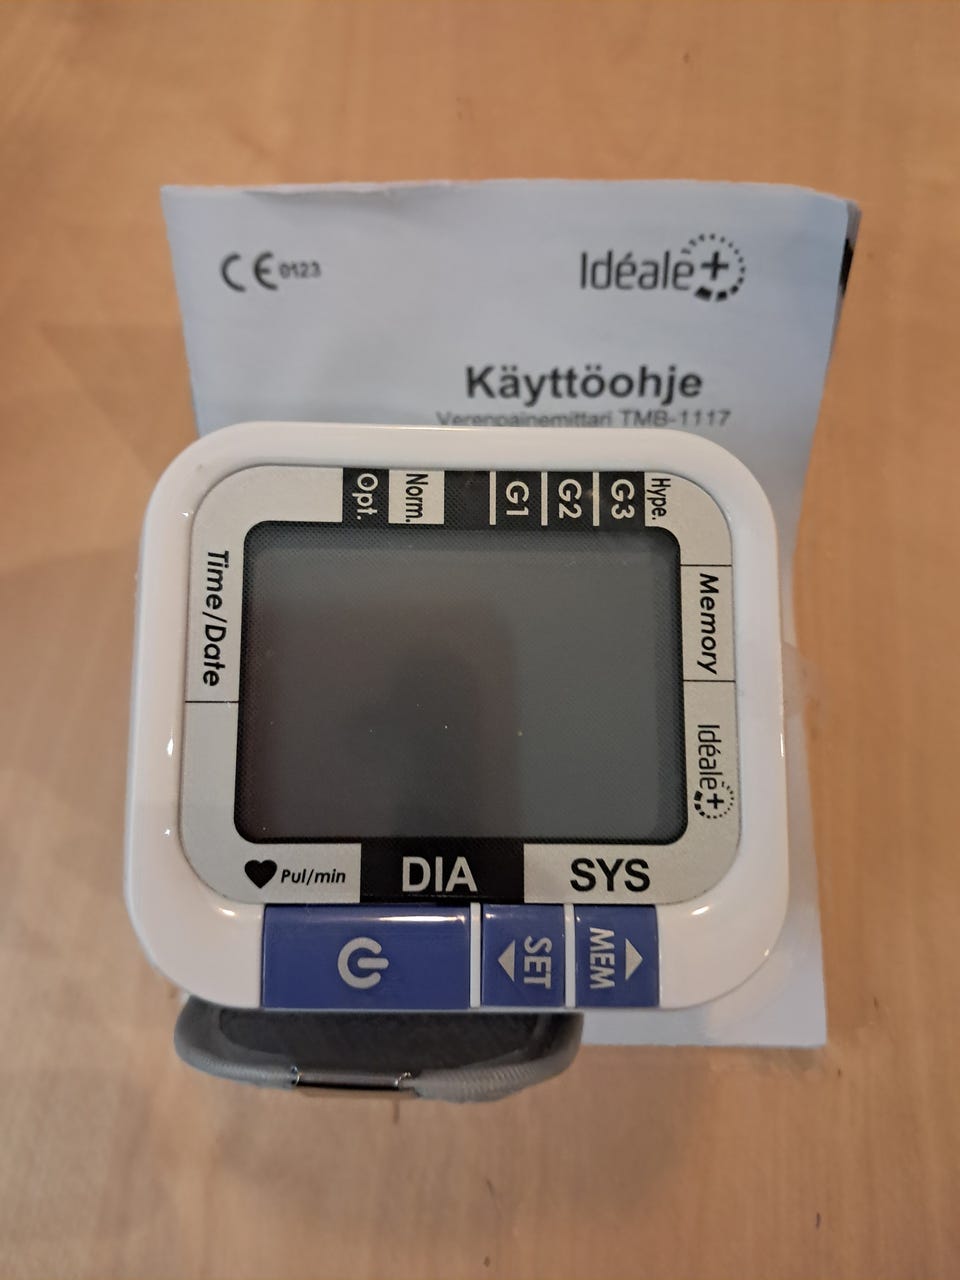 CE 0123
Idéale+
Käyttöohje
Verenpainemittari TMB-1117
Opt.
Norm.
G1
G2
G3
Hype.
Time/Date
Memory
Idéale+
Pul/min
DIA
SYS
SET
MEM